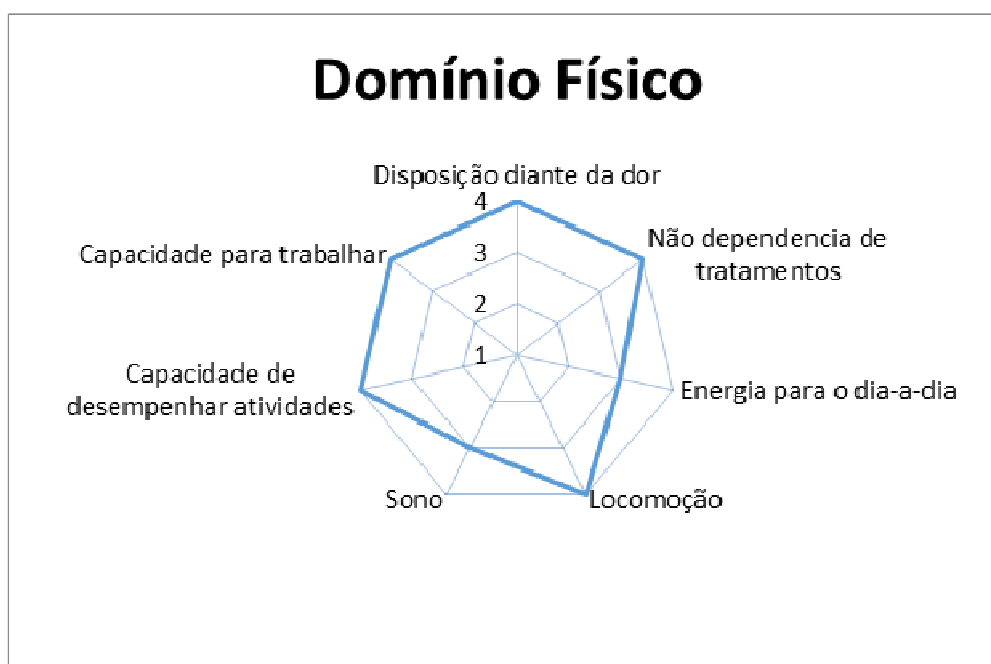 Domínio Físico
Disposição diante da dor
4
Não dependencia de
tratamentos
3
Capacidade para trabalhar
2
1
Capacidade de
desempenhar atividades
Energia para o dia-a-dia
Sono
Locomoção